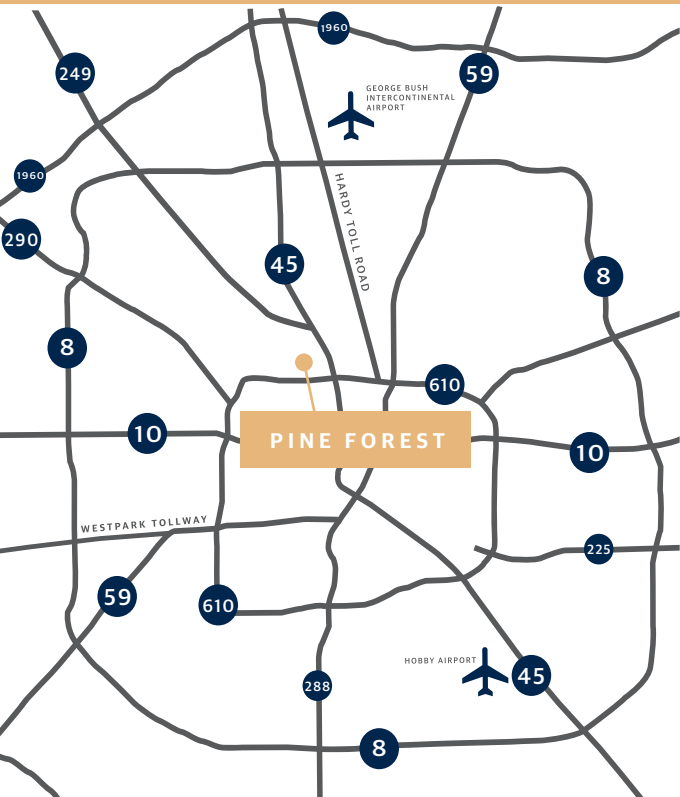 1960
249
59
GEORGE BUSH
INTERCONTINENTAL
AIRPORT
1960
HARDY TOLL ROAD
290
45
8
8
610
PINE FOREST
10
10
WESTPARK TOLLWAY
225
59
610
HOBBY AIRPORT
45
288
8